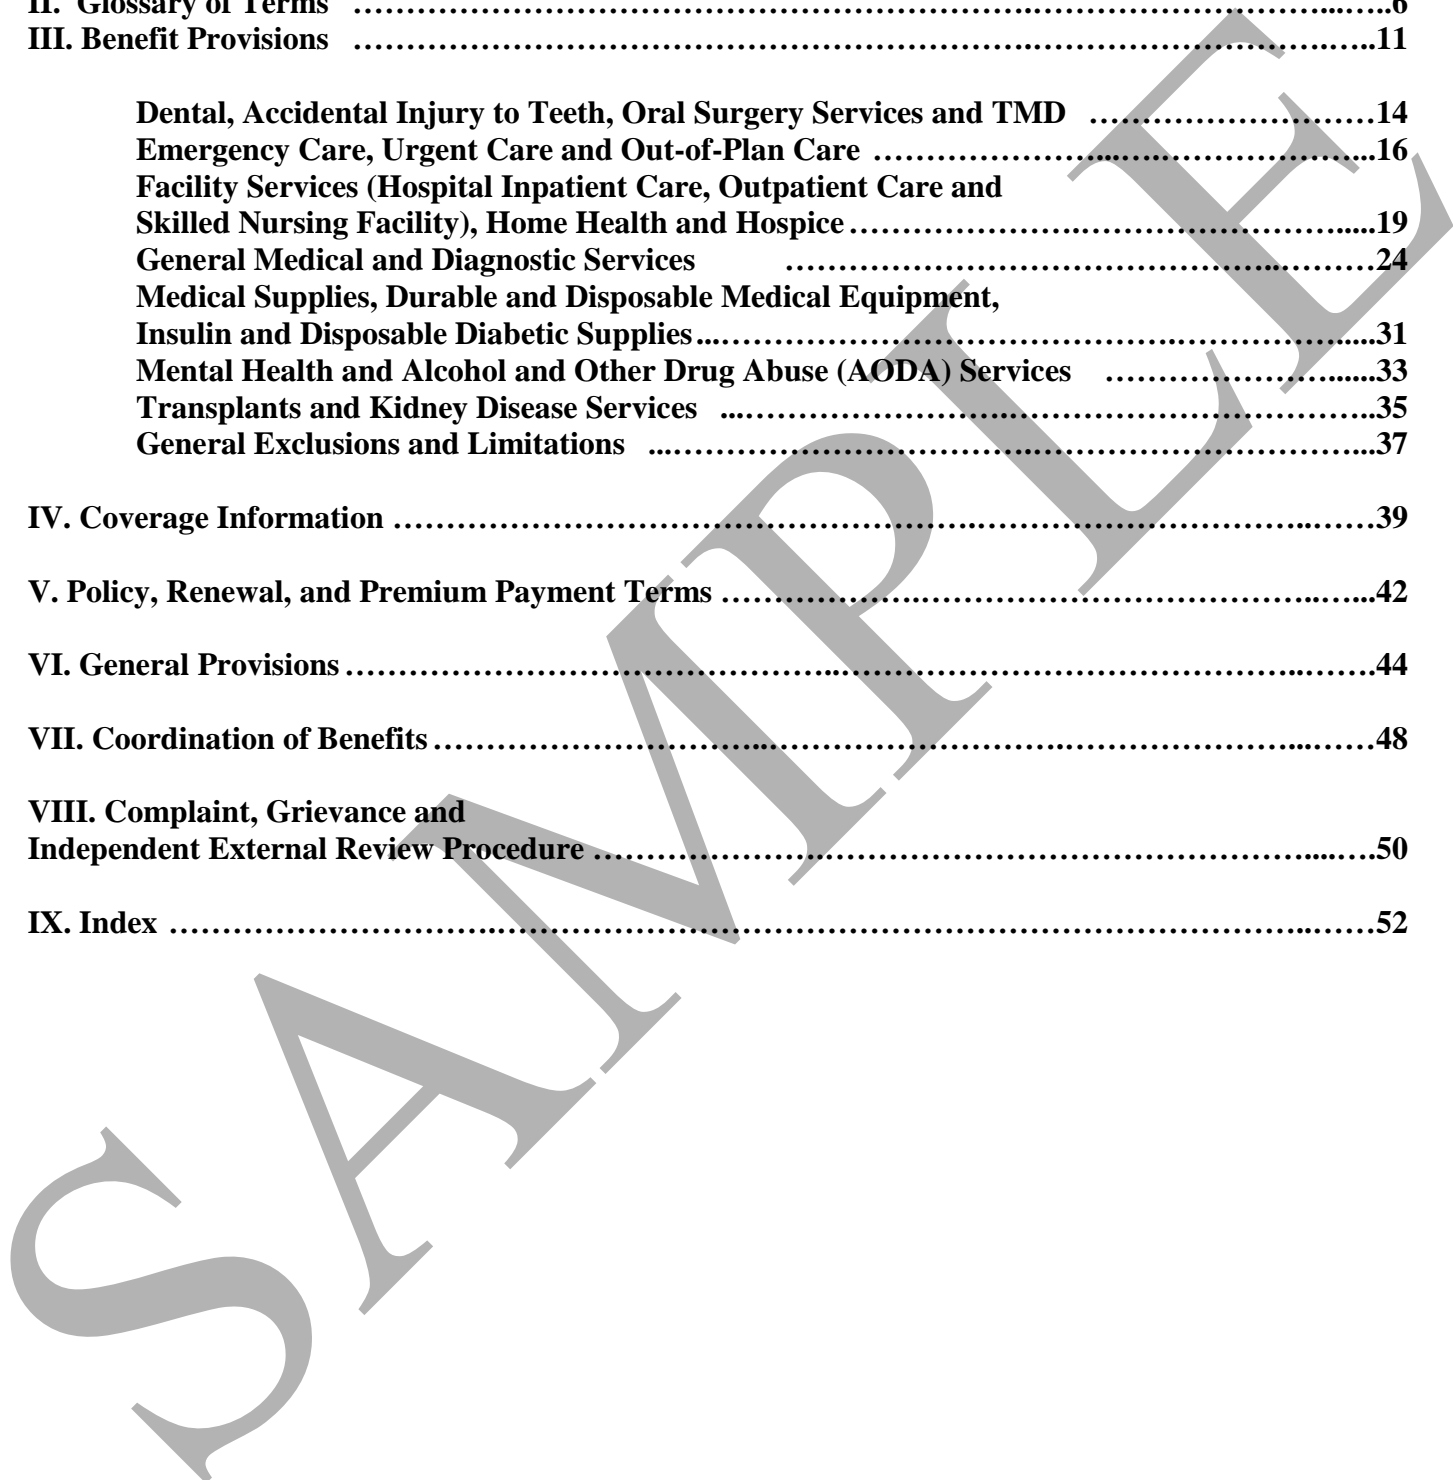 II. Glossary of Terms ………………………………………………………………………………6
III. Benefit Provisions ………………………………………………………………………………11
Dental, Accidental Injury to Teeth, Oral Surgery Services and TMD …………………………14
Emergency Care, Urgent Care and Out-of-Plan Care …………………………………………16
Facility Services (Hospital Inpatient Care, Outpatient Care and
Skilled Nursing Facility), Home Health and Hospice…………………………………………19
General Medical and Diagnostic Services …………………………………………24
Medical Supplies, Durable and Disposable Medical Equipment,
Insulin and Disposable Diabetic Supplies…………………………………………31
Mental Health and Alcohol and Other Drug Abuse (AODA) Services …………………33
Transplants and Kidney Disease Services …………………………………………35
General Exclusions and Limitations …………………………………………37
IV. Coverage Information …………………………………………………………………39
V. Policy, Renewal, and Premium Payment Terms …………………………………………42
VI. General Provisions…………………………………………………………………44
VII. Coordination of Benefits…………………………………………………………………48
VIII. Complaint, Grievance and
Independent External Review Procedure …………………………………………50
IX. Index …………………………………………………………………………………52
SAMPLE